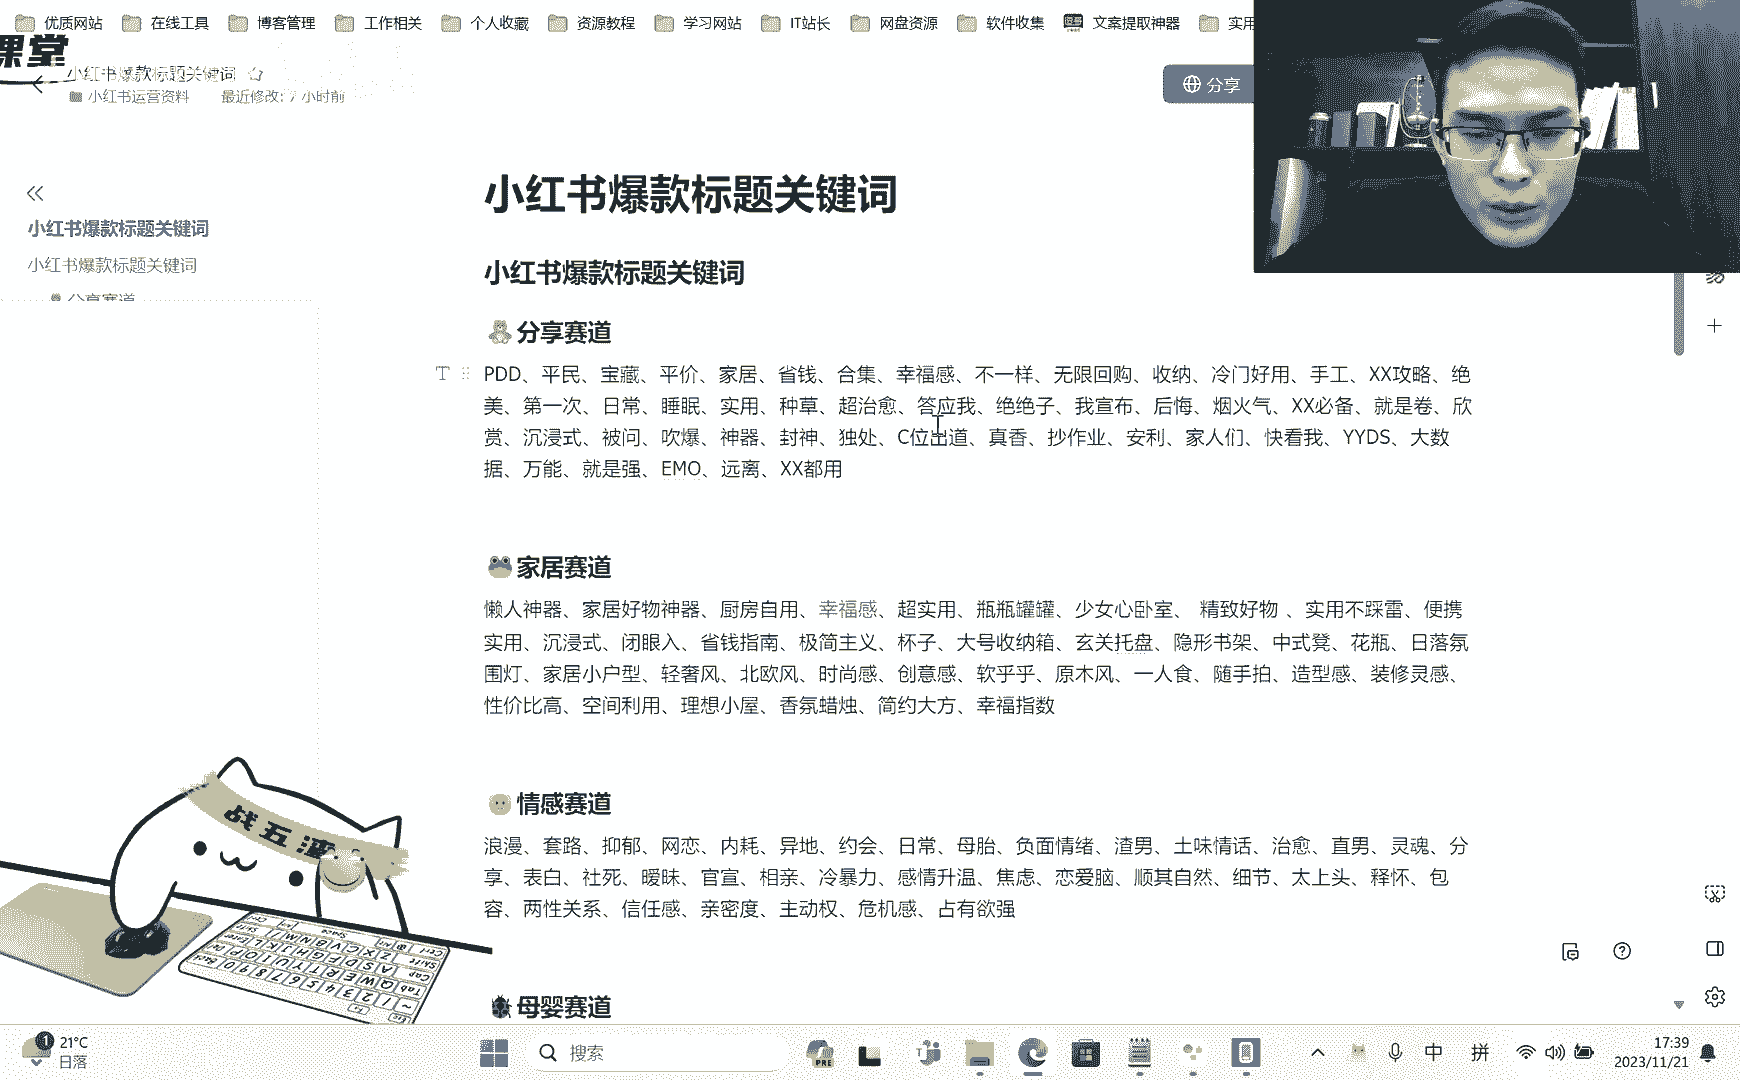 优质网站 在线工具 博客管理 工作相关 个人收藏 资源教程 学习网站 IT站长 网盘资源 软件收集 文案提取神器 实用
课堂
小红书爆款标题关键词
小红书运营资料 最近修改: 7 小时前
分享
小红书爆款标题关键词
小红书爆款标题关键词
分享赛道
小红书爆款标题关键词
小红书爆款标题关键词
分享赛道
PDD、平民、宝藏、平价、家居、省钱、合集、幸福感、不一样、无限回购、收纳、冷门好用、手工、XX攻略、绝
美、第一次、日常、睡眠、实用、种草、超治愈、答应我、绝绝子、我宣布、后悔、烟火气、XX必备、就是卷、欣
赏、沉浸式、被问、吹爆、神器、封神、独处、C位出道、真香、抄作业、安利、家人们、快看我、YYDS、大数
据、万能、就是强、EMO、远离、XX都用
家居赛道
懒人神器、家居好物神器、厨房自用、幸福感、超实用、瓶瓶罐罐、少女心卧室、 精致好物 、实用不踩雷、便携
实用、沉浸式、闭眼入、省钱指南、极简主义、杯子、大号收纳箱、玄关托盘、隐形书架、中式凳、花瓶、日落氛
围灯、家居小户型、轻奢风、北欧风、时尚感、创意感、软乎乎、原木风、一人食、随手拍、造型感、装修灵感、
性价比高、空间利用、理想小屋、香氛蜡烛、简约大方、幸福指数
情感赛道
浪漫、套路、抑郁、网恋、内耗、异地、约会、日常、母胎、负面情绪、渣男、土味情话、治愈、直男、灵魂、分
享、表白、社死、暧昧、官宣、相亲、冷暴力、感情升温、焦虑、恋爱脑、顺其自然、细节、太上头、释怀、包
容、两性关系、信任感、亲密度、主动权、危机感、占有欲强
母婴赛道
战五渣
1
21°C
日落
搜索
PRE
中 拼
17:39
2023/11/21